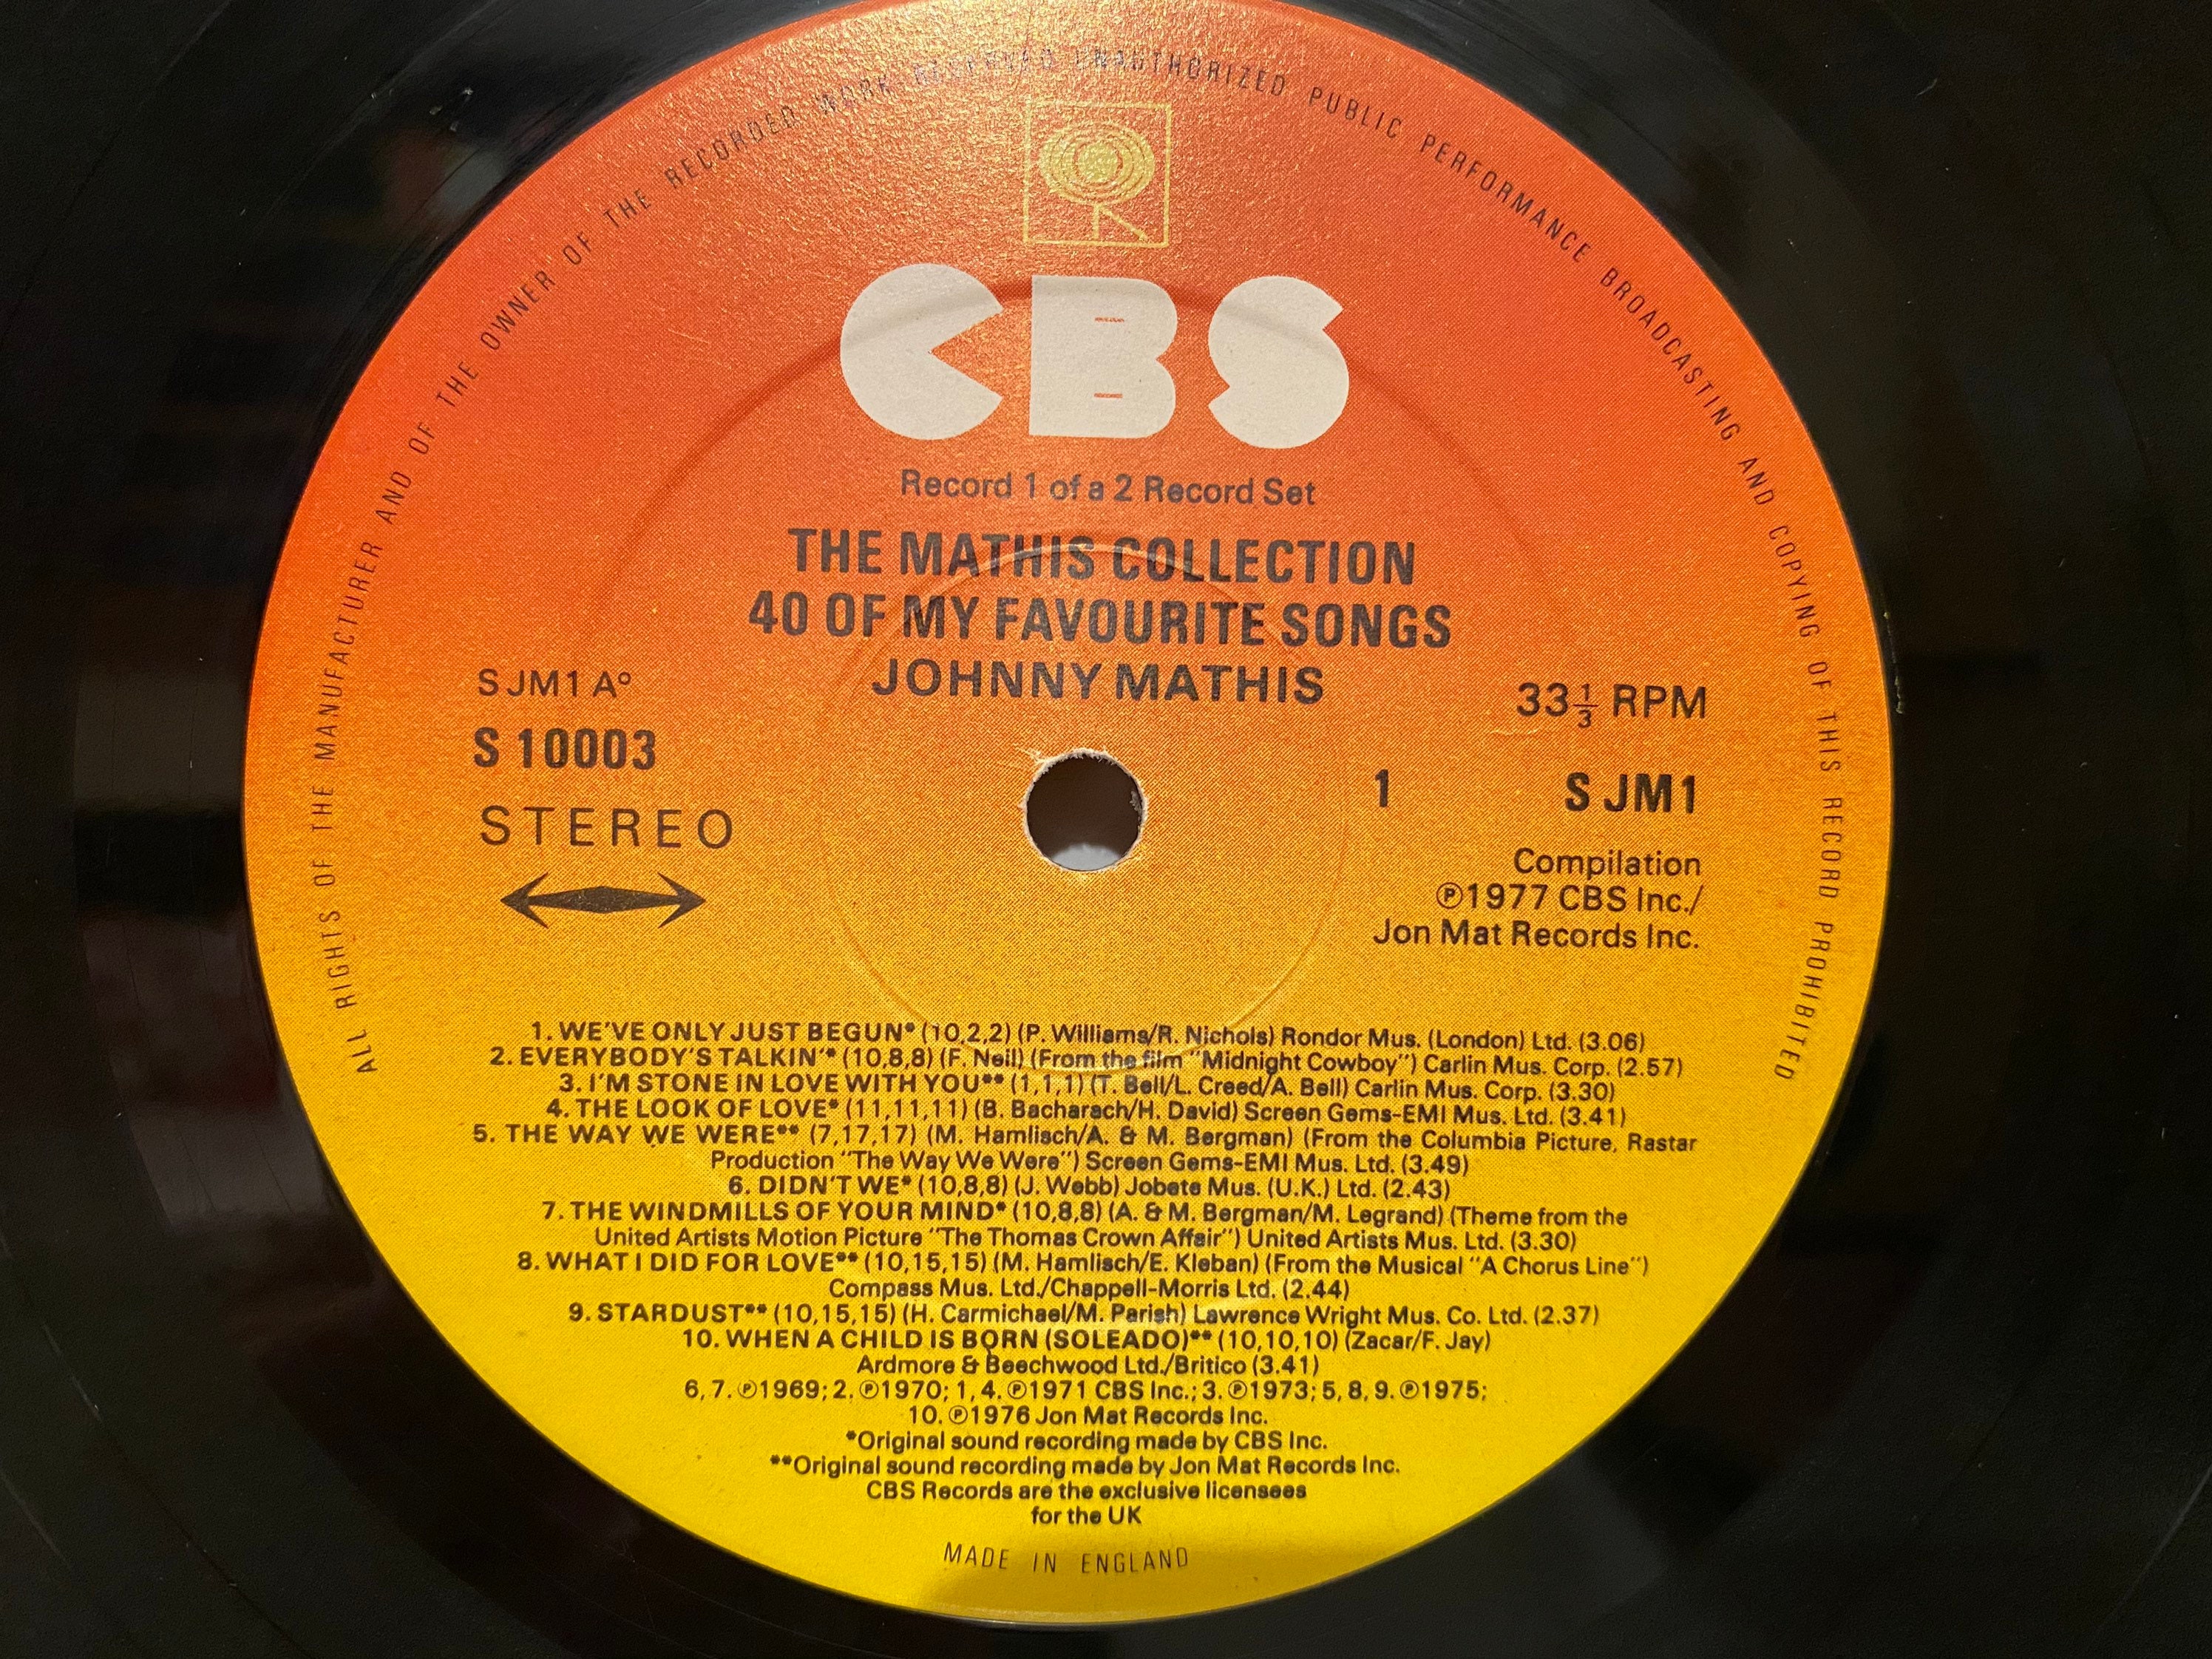 ALL RIGHTS OF THE MANUFACTURER AND OF THE OWNER OF THE RECORDED WORK RESERVED UNAUTHORIZED PUBLIC PERFORMANCE BROADCASTING AND COPYING OF THIS RECORD PROHIBITED
CBS
Record 1 of a 2 Record Set
THE MATHIS COLLECTION
40 OF MY FAVOURITE SONGS
JOHNNY MATHIS
SJM1 Aº
S 10003
STEREO
33⅓ RPM
1 S JM1
Compilation
℗1977 CBS Inc./
Jon Mat Records Inc.
1. WE'VE ONLY JUST BEGUN* (10,2,2) (P. Williams/R. Nichols) Rondor Mus. (London) Ltd. (3.06)
2. EVERYBODY'S TALKIN'* (10,8,8) (F. Neil) (From the film "Midnight Cowboy") Carlin Mus. Corp. (2.57)
3. I'M STONE IN LOVE WITH YOU** (1,1,1) (T. Bell/L. Creed/A. Bell) Carlin Mus. Corp. (3.30)
4. THE LOOK OF LOVE* (11,11,11) (B. Bacharach/H. David) Screen Gems-EMI Mus. Ltd. (3.41)
5. THE WAY WE WERE** (7,17,17) (M. Hamlisch/A. & M. Bergman) (From the Columbia Picture, Rastar
Production "The Way We Were") Screen Gems-EMI Mus. Ltd. (3.49)
6. DIDN'T WE* (10,8,8) (J. Webb) Jobete Mus. (U.K.) Ltd. (2.43)
7. THE WINDMILLS OF YOUR MIND* (10,8,8) (A. & M. Bergman/M. Legrand) (Theme from the
United Artists Motion Picture "The Thomas Crown Affair") United Artists Mus. Ltd. (3.30)
8. WHAT I DID FOR LOVE** (10,15,15) (M. Hamlisch/E. Kleban) (From the Musical "A Chorus Line")
Compass Mus. Ltd./Chappell-Morris Ltd. (2.44)
9. STARDUST** (10,15,15) (H. Carmichael/M. Parish) Lawrence Wright Mus. Co. Ltd. (2.37)
10. WHEN A CHILD IS BORN (SOLEADO)** (10,10,10) (Zacar/F. Jay)
Ardmore & Beechwood Ltd./Britico (3.41)
6, 7. ℗1969; 2. ℗1970; 1, 4. ℗1971 CBS Inc.; 3. ℗1973; 5, 8, 9. ℗1975;
10. ℗1976 Jon Mat Records Inc.
*Original sound recording made by CBS Inc.
**Original sound recording made by Jon Mat Records Inc.
CBS Records are the exclusive licensees
for the UK
MADE IN ENGLAND